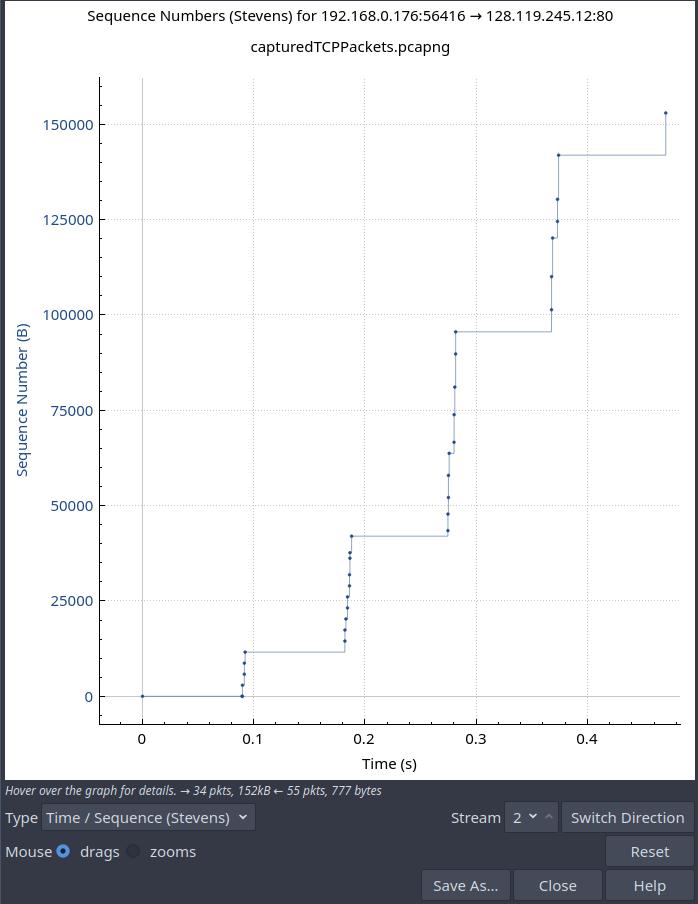 Sequence Numbers (Stevens) for 192.168.0.176:56416 → 128.119.245.12:80
capturedTCPPackets.pcapng
150000
125000
100000
75000
50000
25000
0
Sequence Number (B)
0 0.1 0.2 0.3 0.4
Time (s)
Hover over the graph for details. → 34 pkts, 152kB ← 55 pkts, 777 bytes
Type Time / Sequence (Stevens) Stream 2 Switch Direction
Mouse drags zooms Reset
Save As... Close Help